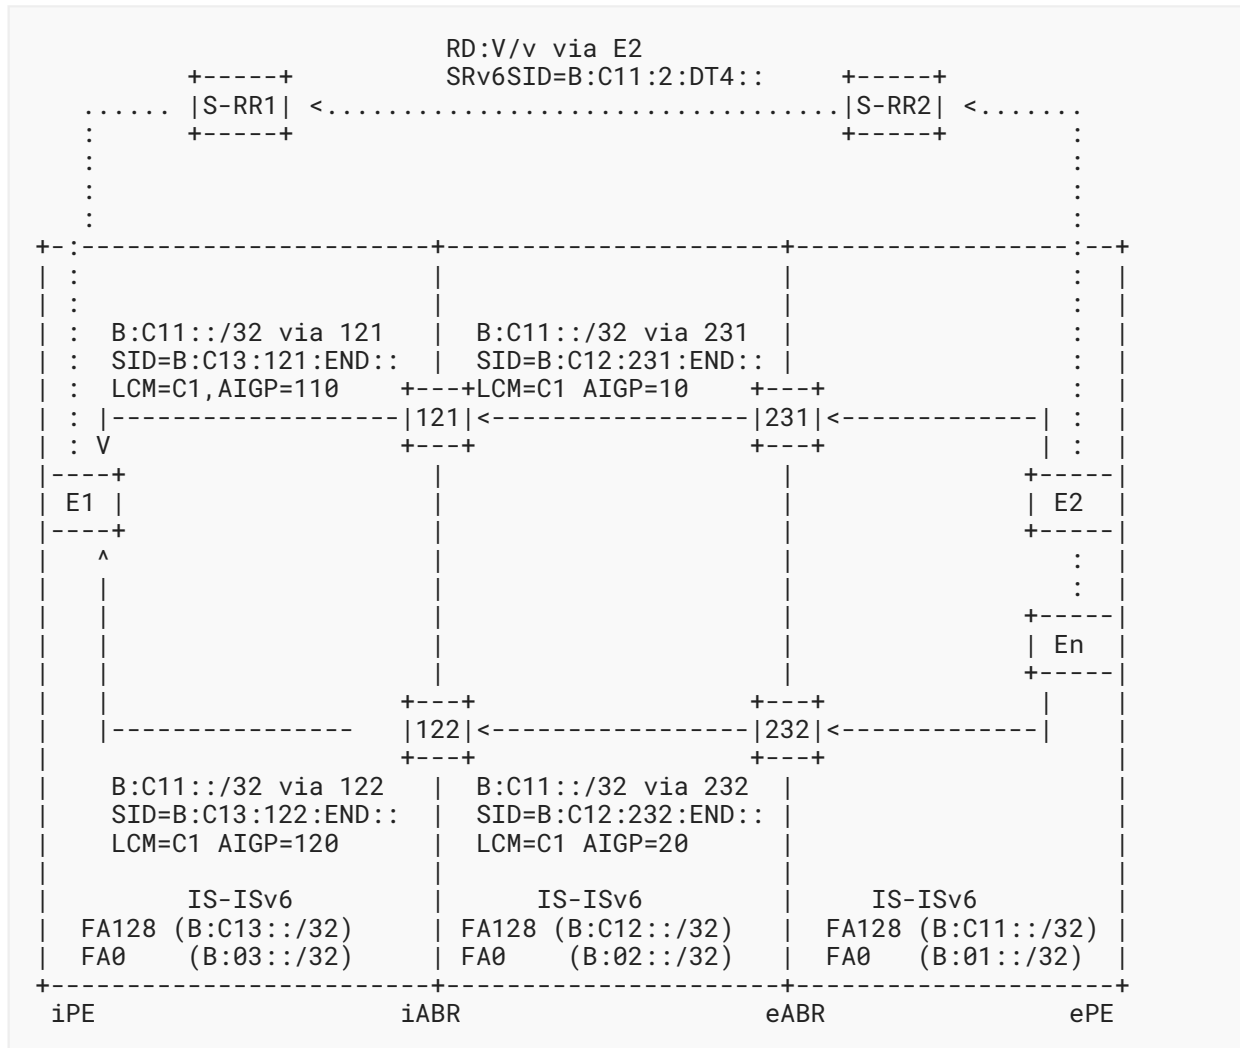 RD:V/v via E2
          +-----+          SRv6SID=B:C11:2:DT4::       +-----+
   ...... |S-RR1| <..................................|S-RR2| <.......
   :      +-----+                                      +-----+        :
   :                                                                  :
   :                                                                  :
   :                                                                  :
+-:-----------------------+----------------------+------------------:--+
| :                       |                      |                  :  |
| :                       |                      |                  :  |
| :  B:C11::/32 via 121   |  B:C11::/32 via 231  |                  :  |
| :  SID=B:C13:121:END::  |  SID=B:C12:231:END:: |                  :  |
| :  LCM=C1,AIGP=110    +---+LCM=C1 AIGP=10    +---+                :  |
| : |-------------------|121|<-----------------|231|<-------------| :  |
| : V                   +---+                  +---+              | :  |
|----+                    |                      |               +-----|
| E1 |                    |                      |               | E2  |
|----+                    |                      |               +-----|
|   ^                     |                      |                  :  |
|   |                     |                      |                  :  |
|   |                     |                      |               +-----|
|   |                     |                      |               | En  |
|   |                     |                      |               +-----|
|   |                   +---+                  +---+              |    |
|   |----------------   |122|<-----------------|232|<-------------|    |
|                       +---+                  +---+                   |
|    B:C11::/32 via 122   |  B:C11::/32 via 232  |                     |
|    SID=B:C13:122:END::  |  SID=B:C12:232:END:: |                     |
|    LCM=C1 AIGP=120      |  LCM=C1 AIGP=20      |                     |
|                         |                      |                     |
|         IS-ISv6         |      IS-ISv6         |     IS-ISv6         |
|  FA128 (B:C13::/32)     | FA128 (B:C12::/32)   |  FA128 (B:C11::/32) |
|  FA0    (B:03::/32)     | FA0    (B:02::/32)   |  FA0    (B:01::/32) |
+-------------------------+----------------------+---------------------+
 iPE                     iABR                   eABR                ePE